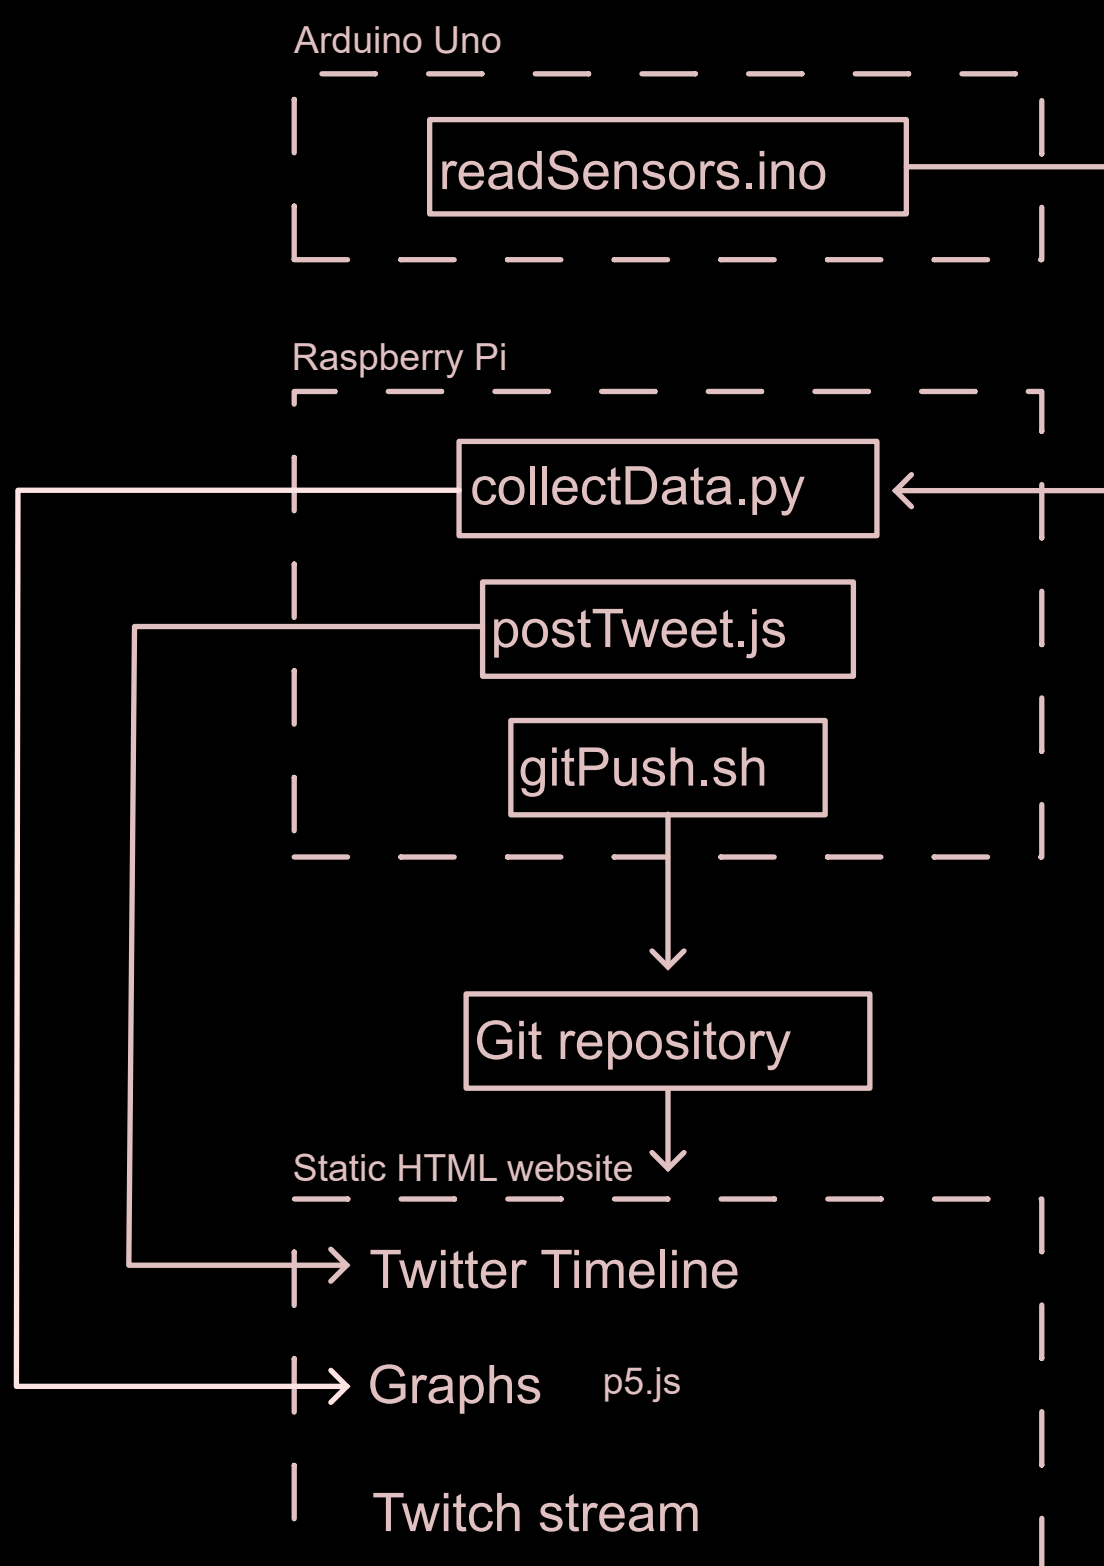 Arduino Uno
readSensors.ino
Raspberry Pi
collectData.py
postTweet.js
gitPush.sh
Git repository
Static HTML website
Twitter Timeline
Graphs p5.js
Twitch stream